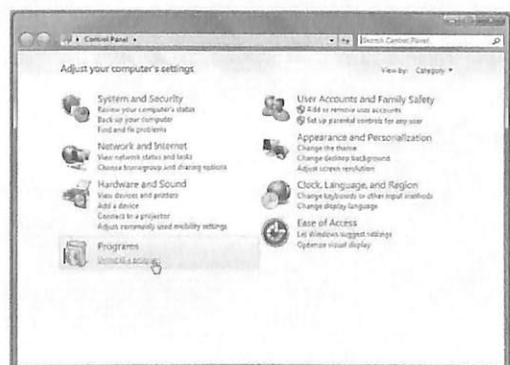 Control Panel
Search Control Panel
Adjust your computer's settings
View by: Category
System and Security
Review your computer's status
Back up your computer
Find and fix problems
Network and Internet
View network status and tasks
Choose homegroup and sharing options
Hardware and Sound
View devices and printers
Add a device
Connect to a projector
Adjust commonly used mobility settings
Programs
Uninstall a program
User Accounts and Family Safety
Add or remove user accounts
Set up parental controls for any user
Appearance and Personalization
Change the theme
Change desktop background
Adjust screen resolution
Clock, Language, and Region
Change keyboards or other input methods
Change display language
Ease of Access
Let Windows suggest settings
Optimize visual display